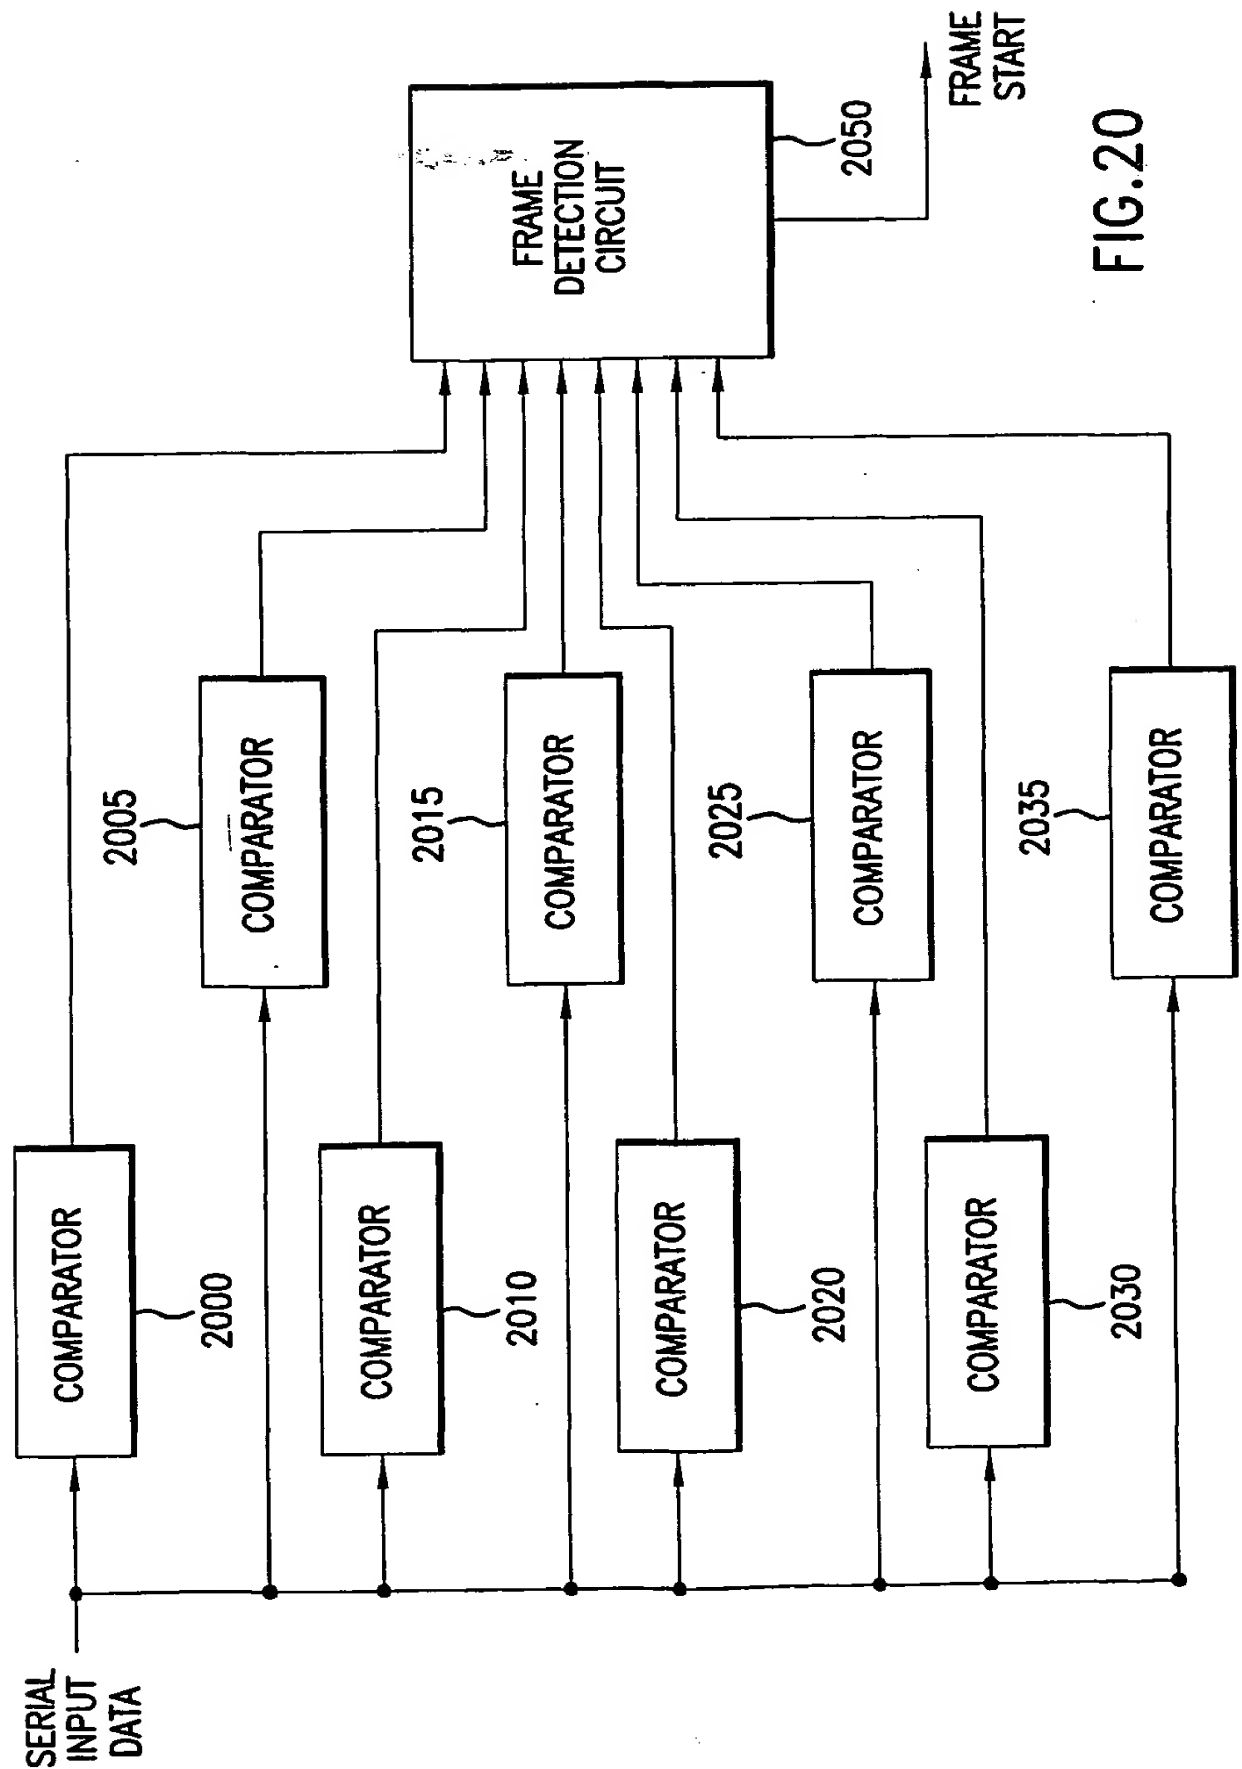 SERIAL
INPUT
DATA
COMPARATOR
2000
COMPARATOR
2005
COMPARATOR
2010
COMPARATOR
2015
COMPARATOR
2020
COMPARATOR
2025
COMPARATOR
2030
COMPARATOR
2035
FRAME
DETECTION
CIRCUIT
2050
FRAME
START
FIG.20